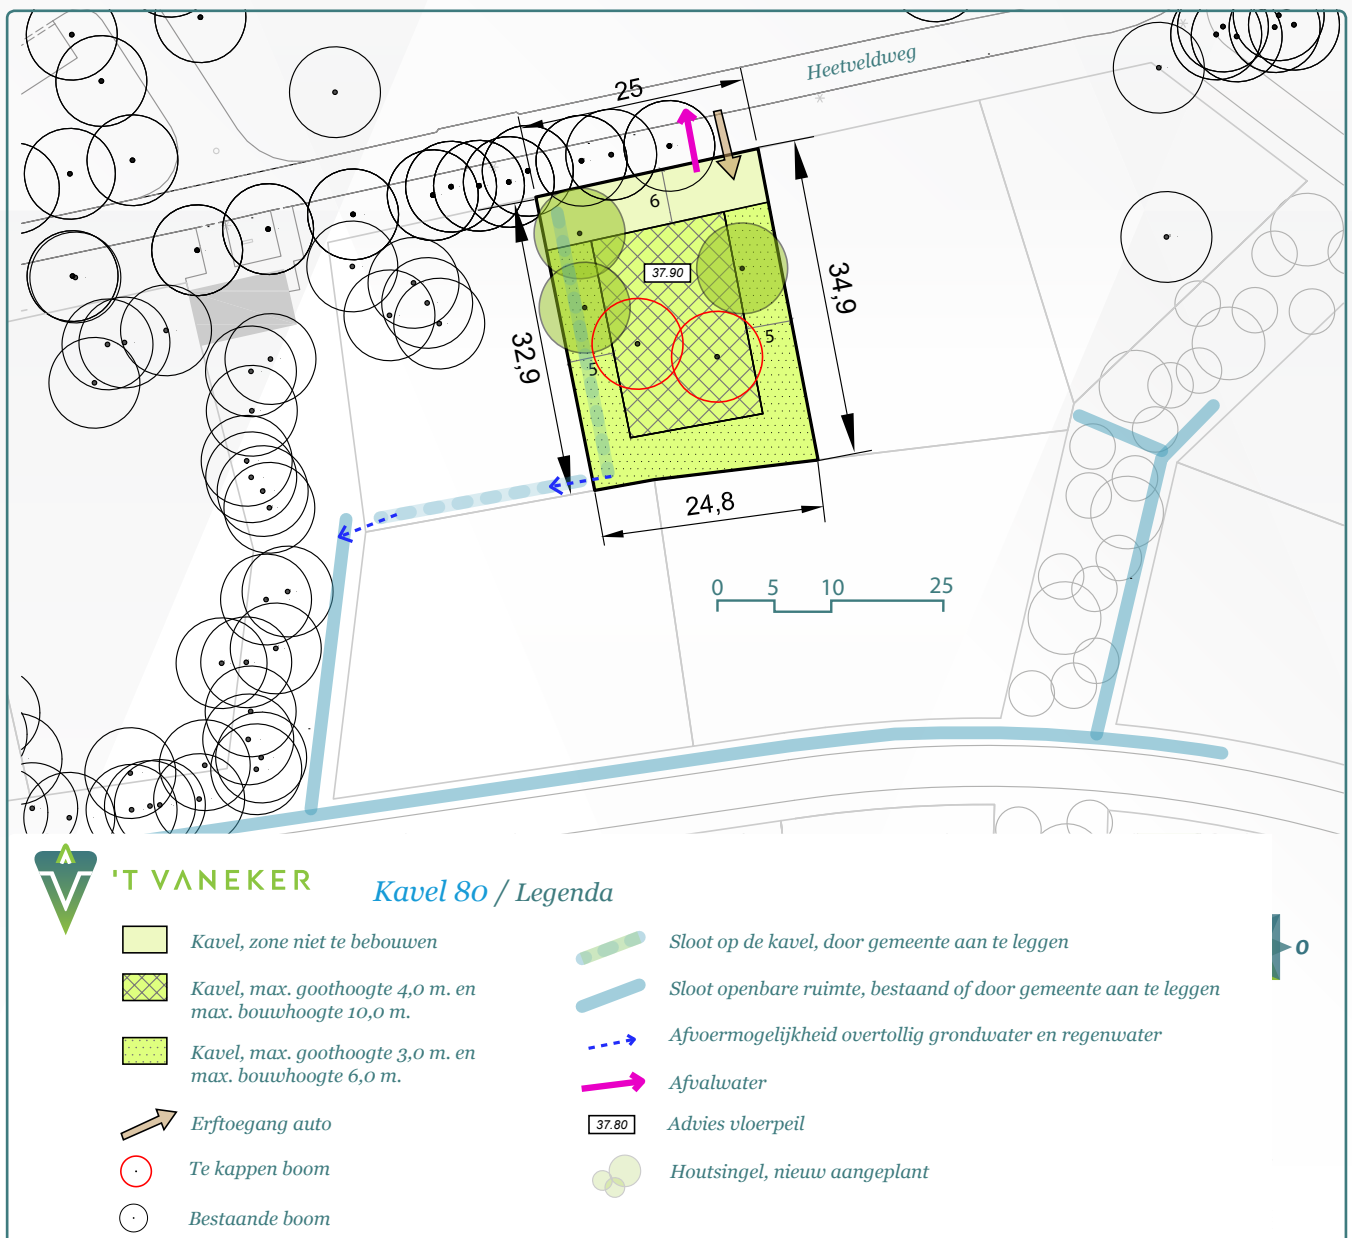 Heetveldweg
25
6
37.90
34,9
32,9
5
5
24,8
0 5 10 25
'T VANEKER
Kavel 80 / Legenda
Kavel, zone niet te bebouwen
Kavel, max. goothoogte 4,0 m. en
max. bouwhoogte 10,0 m.
Kavel, max. goothoogte 3,0 m. en
max. bouwhoogte 6,0 m.
Erftoegang auto
Te kappen boom
Bestaande boom
Sloot op de kavel, door gemeente aan te leggen
Sloot openbare ruimte, bestaand of door gemeente aan te leggen
Afvoermogelijkheid overtollig grondwater en regenwater
Afvalwater
37.80
Advies vloerpeil
Houtsingel, nieuw aangeplant
O